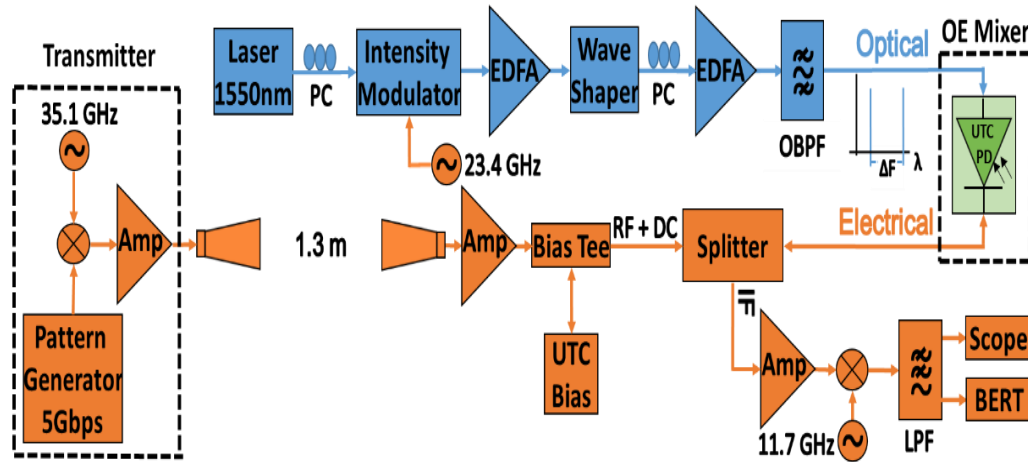 Transmitter
35.1 GHz
Amp
Pattern
Generator
5Gbps
Laser
1550nm
PC
Intensity
Modulator
23.4 GHz
EDFA
Wave
Shaper
PC
EDFA
OBPF
Optical
ΔF
λ
OE Mixer
UTC
PD
Electrical
1.3 m
Amp
Bias Tee
UTC
Bias
RF + DC
Splitter
IF
Amp
11.7 GHz
LPF
Scope
BERT